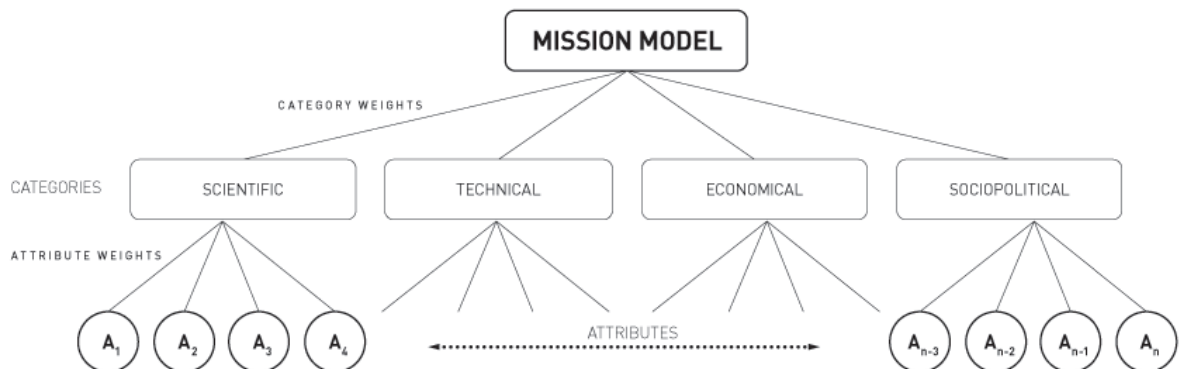 MISSION MODEL
CATEGORY WEIGHTS
CATEGORIES
SCIENTIFIC
TECHNICAL
ECONOMICAL
SOCIOPOLITICAL
ATTRIBUTE WEIGHTS
ATTRIBUTES
A1
A2
A3
A4
An-3
An-2
An-1
An